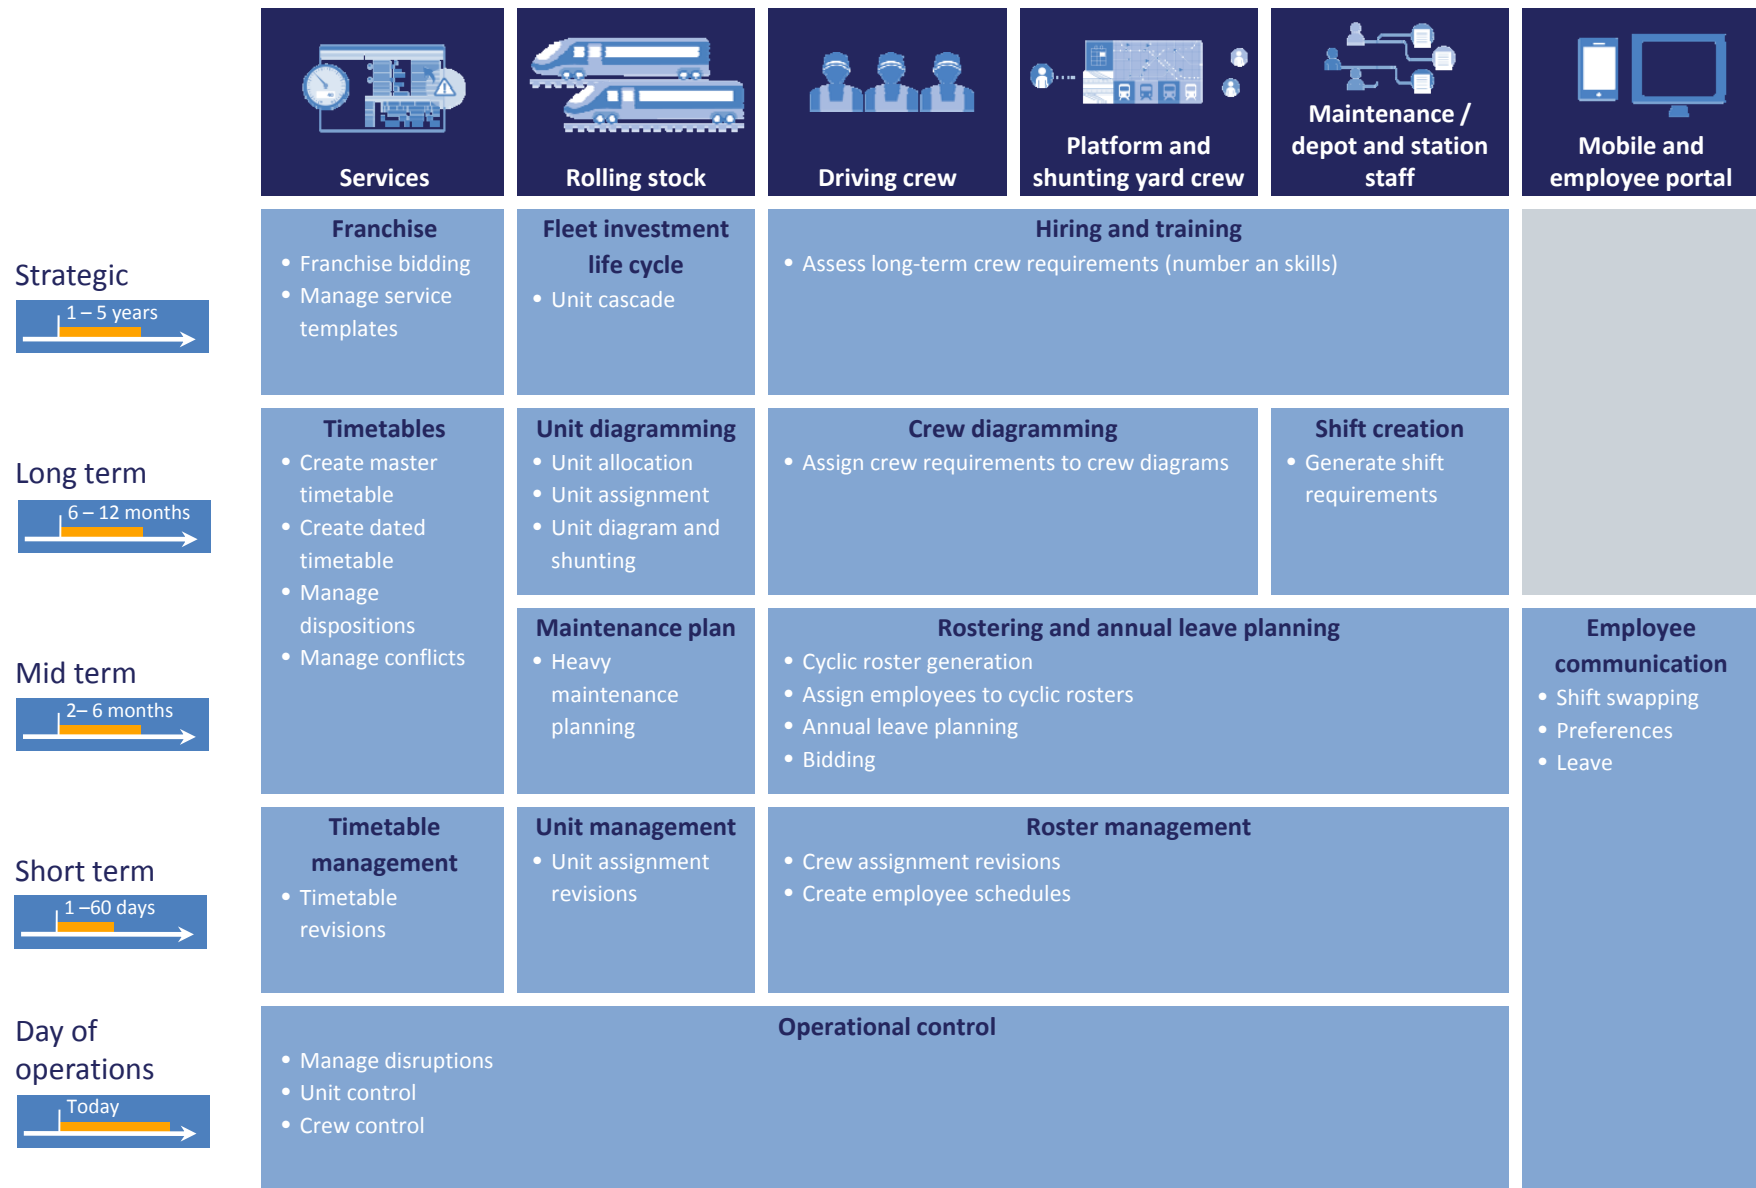 Services
Rolling stock
Driving crew
Platform and
shunting yard crew
Maintenance /
depot and station
staff
Mobile and
employee portal
Strategic
1 – 5 years
Franchise
• Franchise bidding
• Manage service
templates
Fleet investment
life cycle
• Unit cascade
Hiring and training
• Assess long-term crew requirements (number an skills)
Long term
6 – 12 months
Timetables
• Create master
timetable
• Create dated
timetable
• Manage
dispositions
• Manage conflicts
Unit diagramming
• Unit allocation
• Unit assignment
• Unit diagram and
shunting
Crew diagramming
• Assign crew requirements to crew diagrams
Shift creation
• Generate shift
requirements
Mid term
2– 6 months
Maintenance plan
• Heavy
maintenance
planning
Rostering and annual leave planning
• Cyclic roster generation
• Assign employees to cyclic rosters
• Annual leave planning
• Bidding
Employee
communication
• Shift swapping
• Preferences
• Leave
Short term
1 –60 days
Timetable
management
• Timetable
revisions
Unit management
• Unit assignment
revisions
Roster management
• Crew assignment revisions
• Create employee schedules
Day of
operations
Today
Operational control
• Manage disruptions
• Unit control
• Crew control